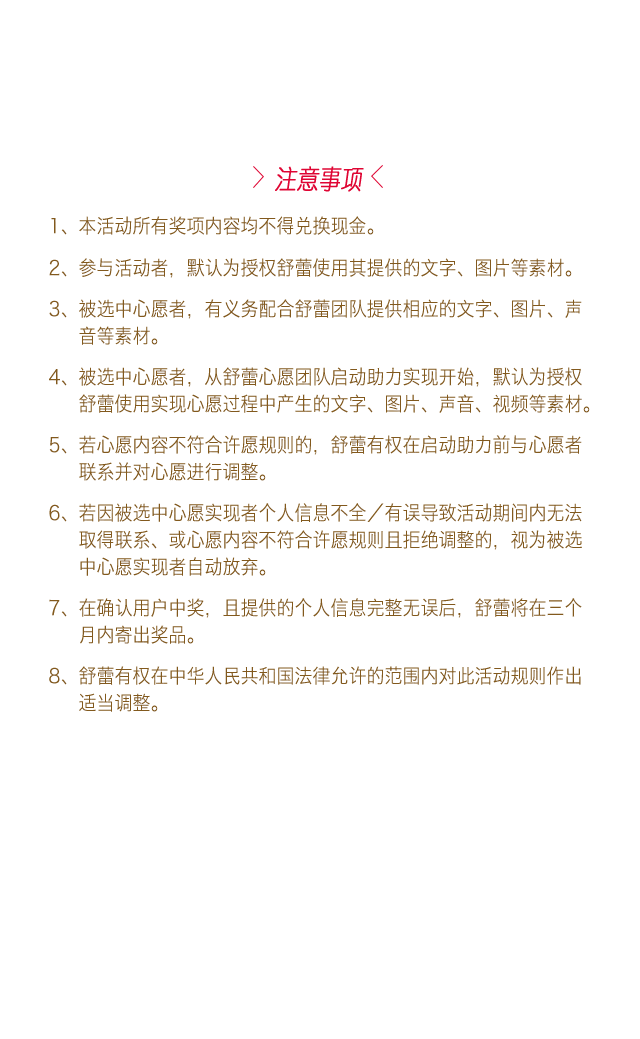 〉注意事项〈
1、本活动所有奖项内容均不得兑换现金。
2、参与活动者，默认为授权舒蕾使用其提供的文字、图片等素材。
3、被选中心愿者，有义务配合舒蕾团队提供相应的文字、图片、声
音等素材。
4、被选中心愿者，从舒蕾心愿团队启动助力实现开始，默认为授权
舒蕾使用实现心愿过程中产生的文字、图片、声音、视频等素材。
5、若心愿内容不符合许愿规则的，舒蕾有权在启动助力前与心愿者
联系并对心愿进行调整。
6、若因被选中心愿实现者个人信息不全／有误导致活动期间内无法
取得联系、或心愿内容不符合许愿规则且拒绝调整的，视为被选
中心愿实现者自动放弃。
7、在确认用户中奖，且提供的个人信息完整无误后，舒蕾将在三个
月内寄出奖品。
8、舒蕾有权在中华人民共和国法律允许的范围内对此活动规则作出
适当调整。